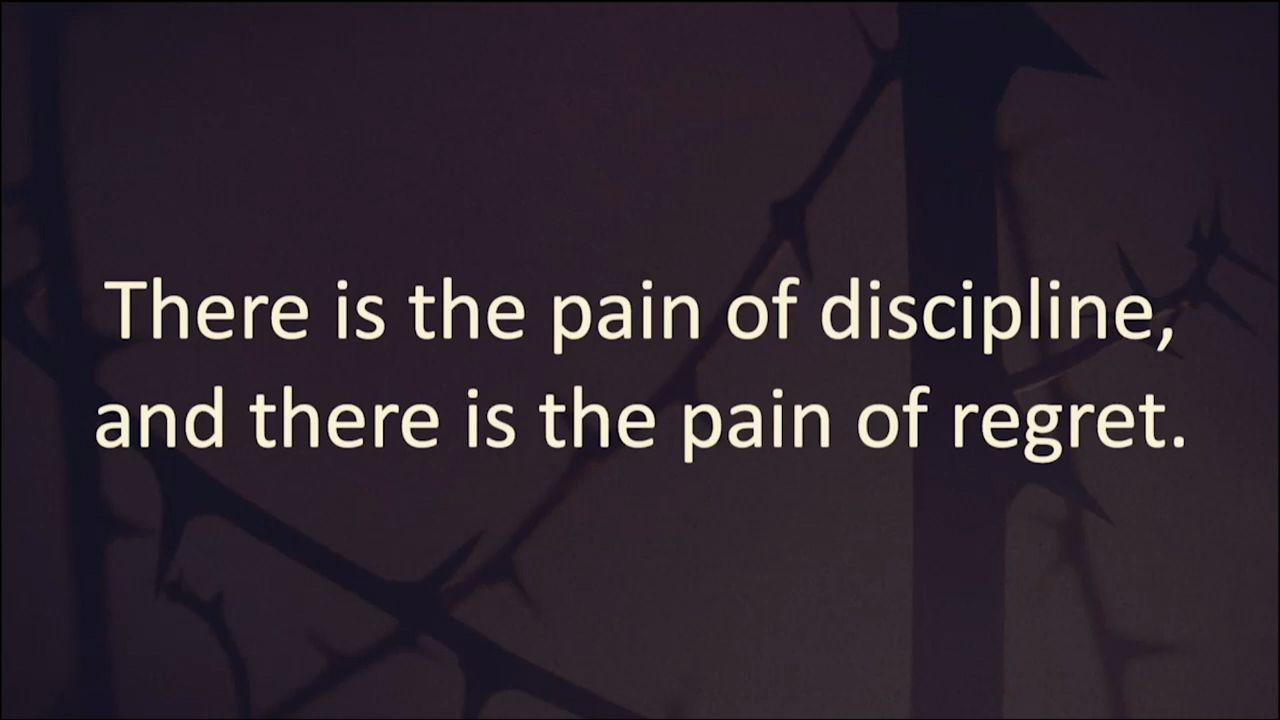 There is the pain of discipline,
and there is the pain of regret.